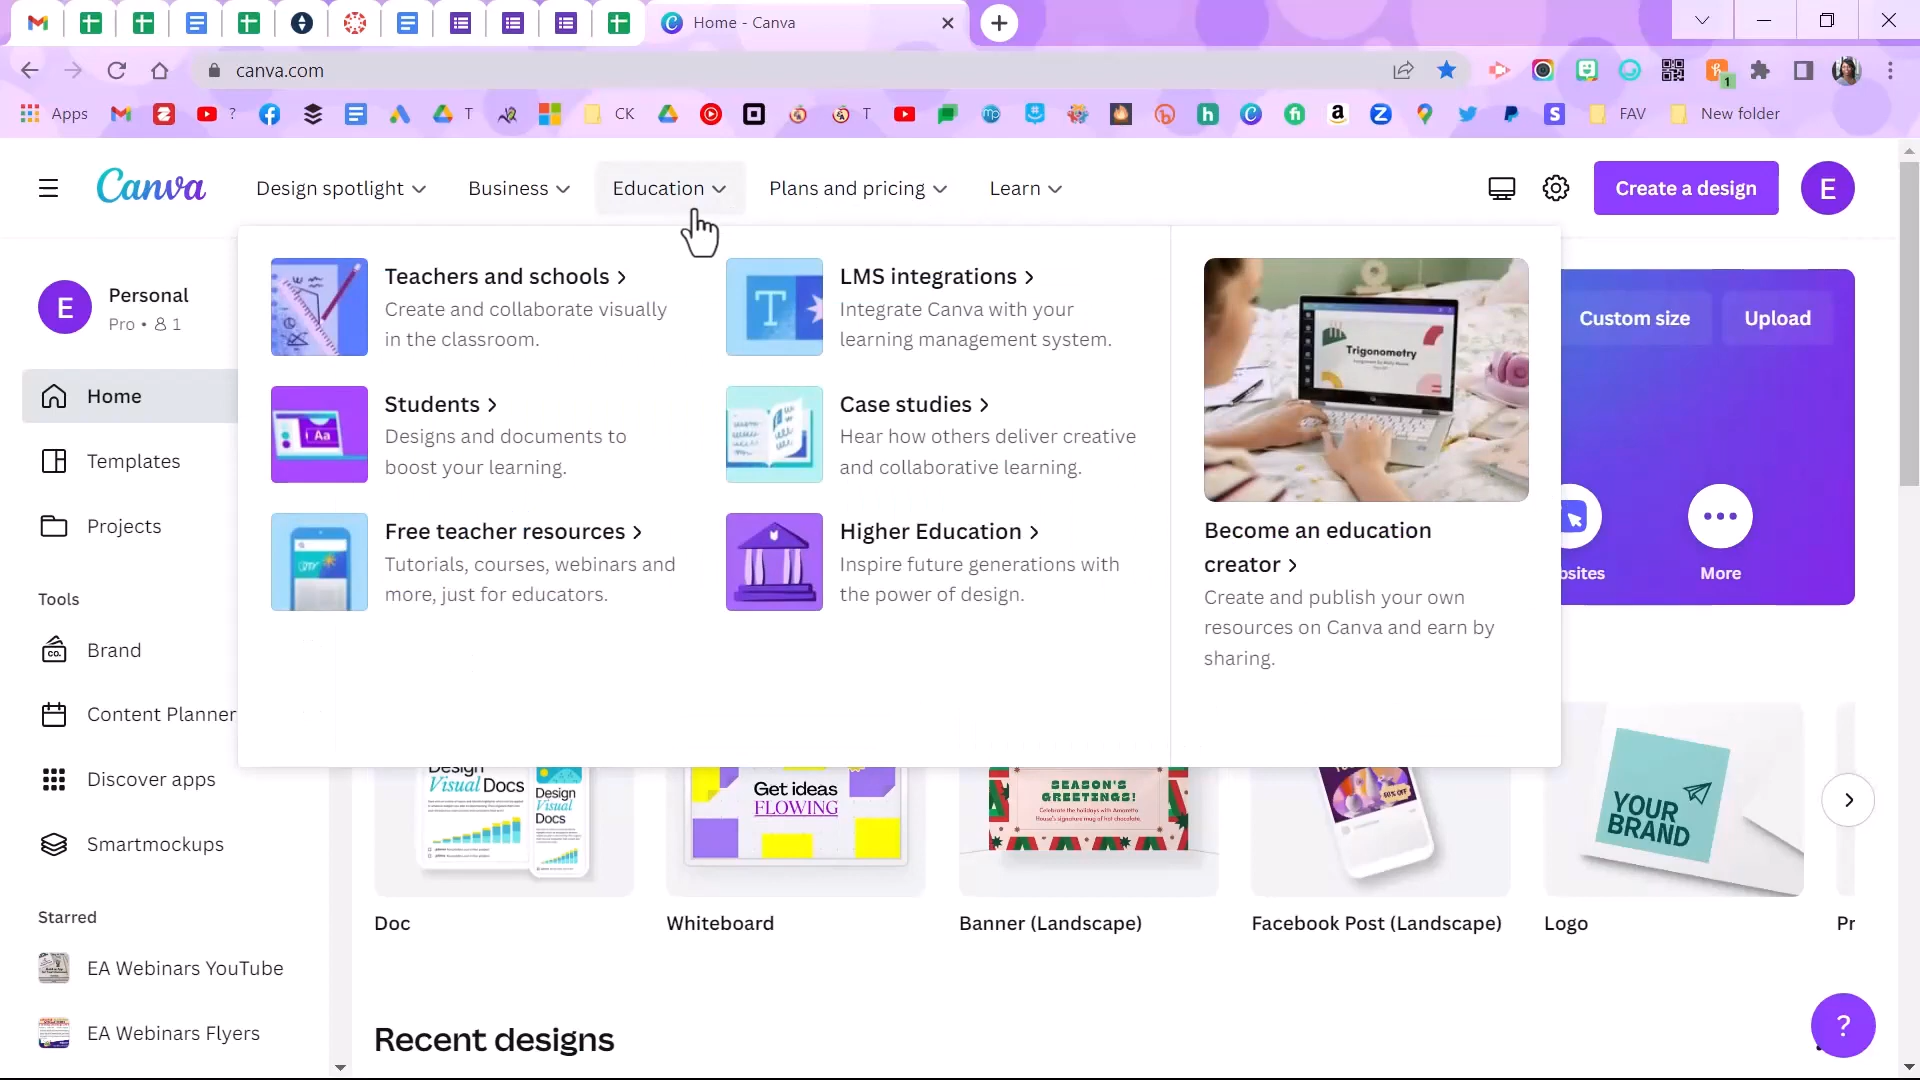 Home - Canva
canva.com
1
Apps
?
T
CK
T
FAV
New folder
Canva
Design spotlight
Business
Education
Plans and pricing
Learn
Create a design
E
E
Personal
Pro • 1
Home
Templates
Projects
Tools
Brand
Content Planner
Discover apps
Smartmockups
Starred
EA Webinars YouTube
EA Webinars Flyers
Teachers and schools
Create and collaborate visually
in the classroom.
Students
Designs and documents to
boost your learning.
Free teacher resources
Tutorials, courses, webinars and
more, just for educators.
LMS integrations
Integrate Canva with your
learning management system.
Case studies
Hear how others deliver creative
and collaborative learning.
Higher Education
Inspire future generations with
the power of design.
Trigonometry
Become an education
creator
Create and publish your own
resources on Canva and earn by
sharing.
Custom size
Upload
bsites
More
Design
Visual Docs
Design
Visual
Docs
Get ideas
FLOWING
SEASON'S
GREETINGS!
YOUR
BRAND
Doc
Whiteboard
Banner (Landscape)
Facebook Post (Landscape)
Logo
Pr
Recent designs
?